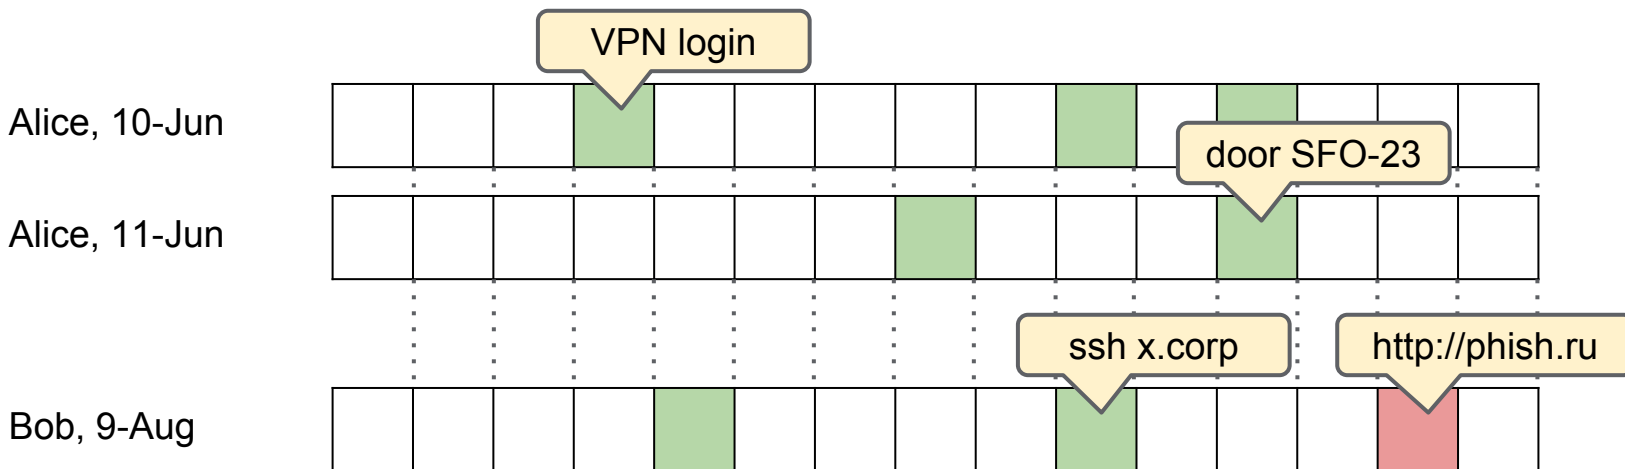 VPN login
Alice, 10-Jun
door SFO-23
Alice, 11-Jun
ssh x.corp
http://phish.ru
Bob, 9-Aug